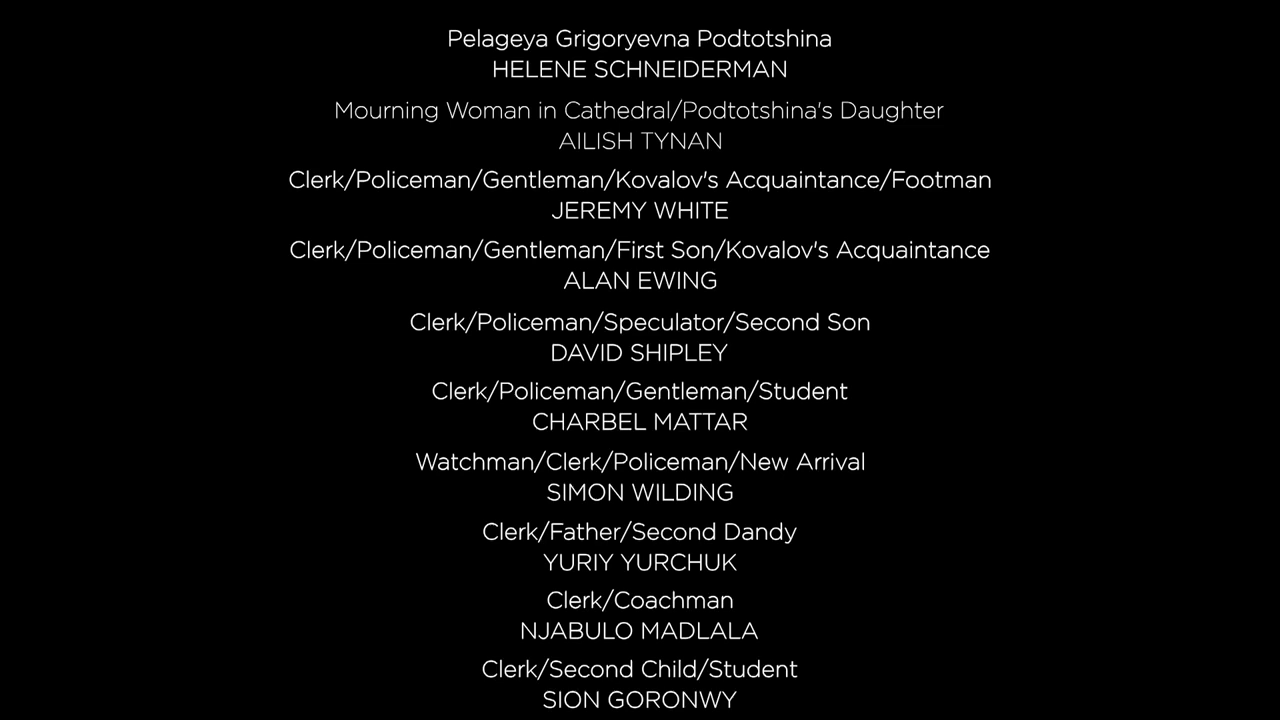 Pelageya Grigoryevna Podtotshina
HELENE SCHNEIDERMAN
Mourning Woman in Cathedral/Podtotshina's Daughter
AILISH TYNAN
Clerk/Policeman/Gentleman/Kovalov's Acquaintance/Footman
JEREMY WHITE
Clerk/Policeman/Gentleman/First Son/Kovalov's Acquaintance
ALAN EWING
Clerk/Policeman/Speculator/Second Son
DAVID SHIPLEY
Clerk/Policeman/Gentleman/Student
CHARBEL MATTAR
Watchman/Clerk/Policeman/New Arrival
SIMON WILDING
Clerk/Father/Second Dandy
YURIY YURCHUK
Clerk/Coachman
NJABULO MADLALA
Clerk/Second Child/Student
SION GORONWY